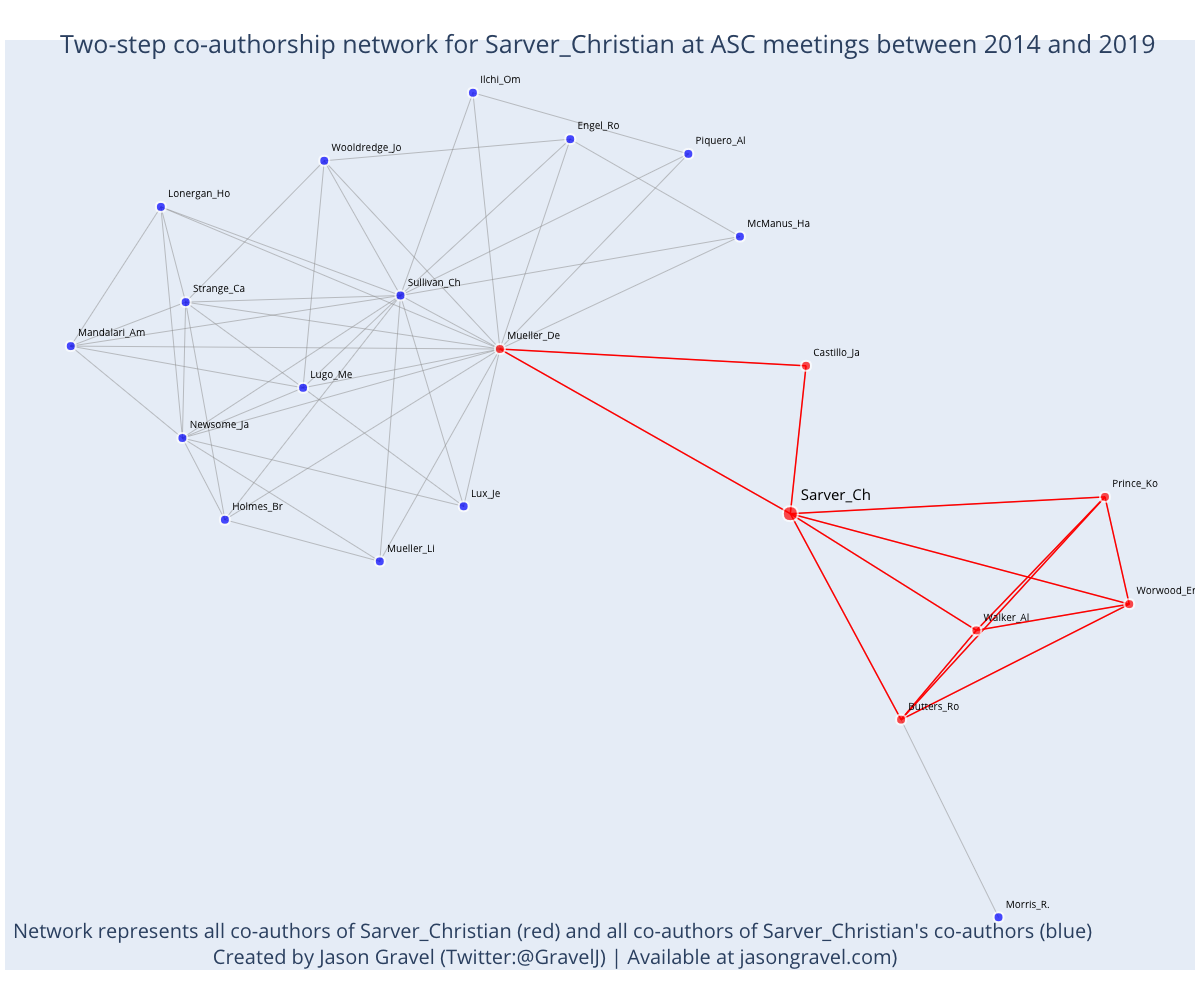 Two-step co-authorship network for Sarver_Christian at ASC meetings between 2014 and 2019
Ilchi_Om
Engel_Ro
Piquero_Al
Wooldredge_Jo
Lonergan_Ho
McManus_Ha
Sullivan_Ch
Strange_Ca
Mandalari_Am
Mueller_De
Castillo_Ja
Lugo_Me
Newsome_Ja
Prince_Ko
Sarver_Ch
Lux_Je
Holmes_Br
Mueller_Li
Worwood_Er
Walker_Al
Butters_Ro
Morris_R.
Network represents all co-authors of Sarver_Christian (red) and all co-authors of Sarver_Christian's co-authors (blue)
Created by Jason Gravel (Twitter:@GravelJ) | Available at jasongravel.com)